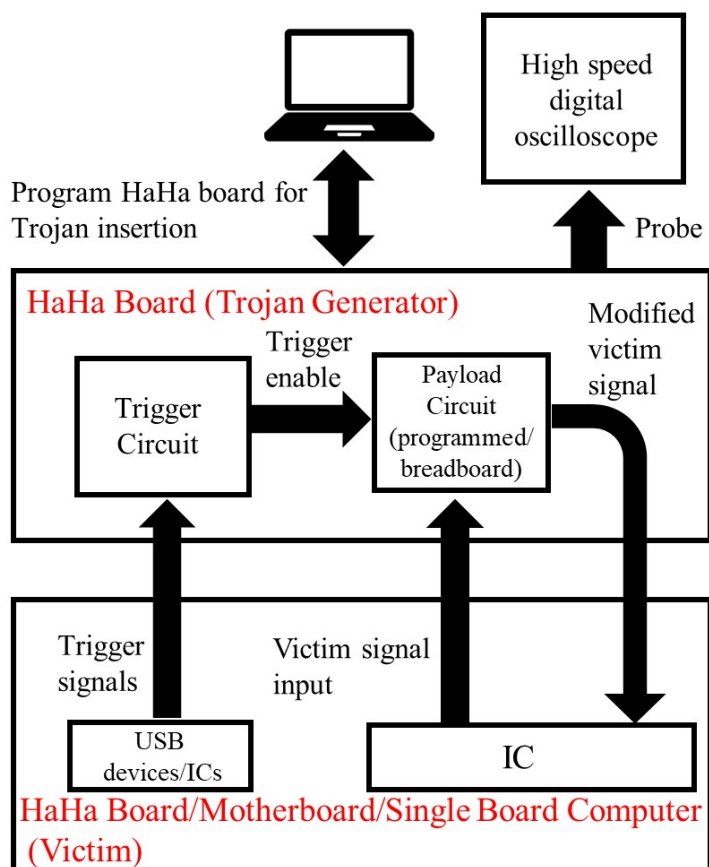 High speed
digital
oscilloscope
Program HaHa board for
Trojan insertion
Probe
HaHa Board (Trojan Generator)
Trigger
enable
Modified
victim
signal
Trigger
Circuit
Payload
Circuit
(programmed/
breadboard)
Trigger
signals
Victim signal
input
USB
devices/ICs
IC
HaHa Board/Motherboard/Single Board Computer
(Victim)